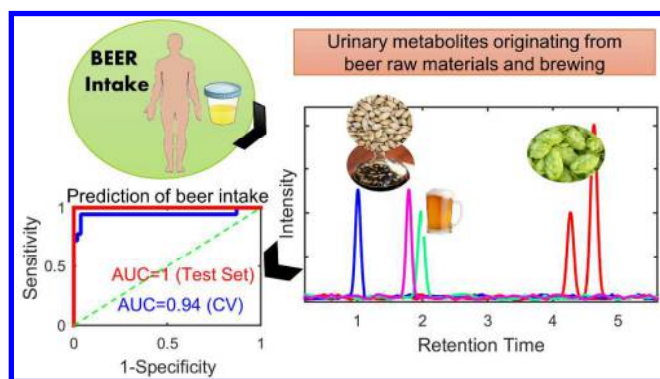 BEER
Intake
Urinary metabolites originating from
beer raw materials and brewing
Prediction of beer intake
Sensitivity
1
0.5
0
AUC=1 (Test Set)
AUC=0.94 (CV)
0
0.5
1
1-Specificity
Intensity
1
2
3
4
5
Retention Time